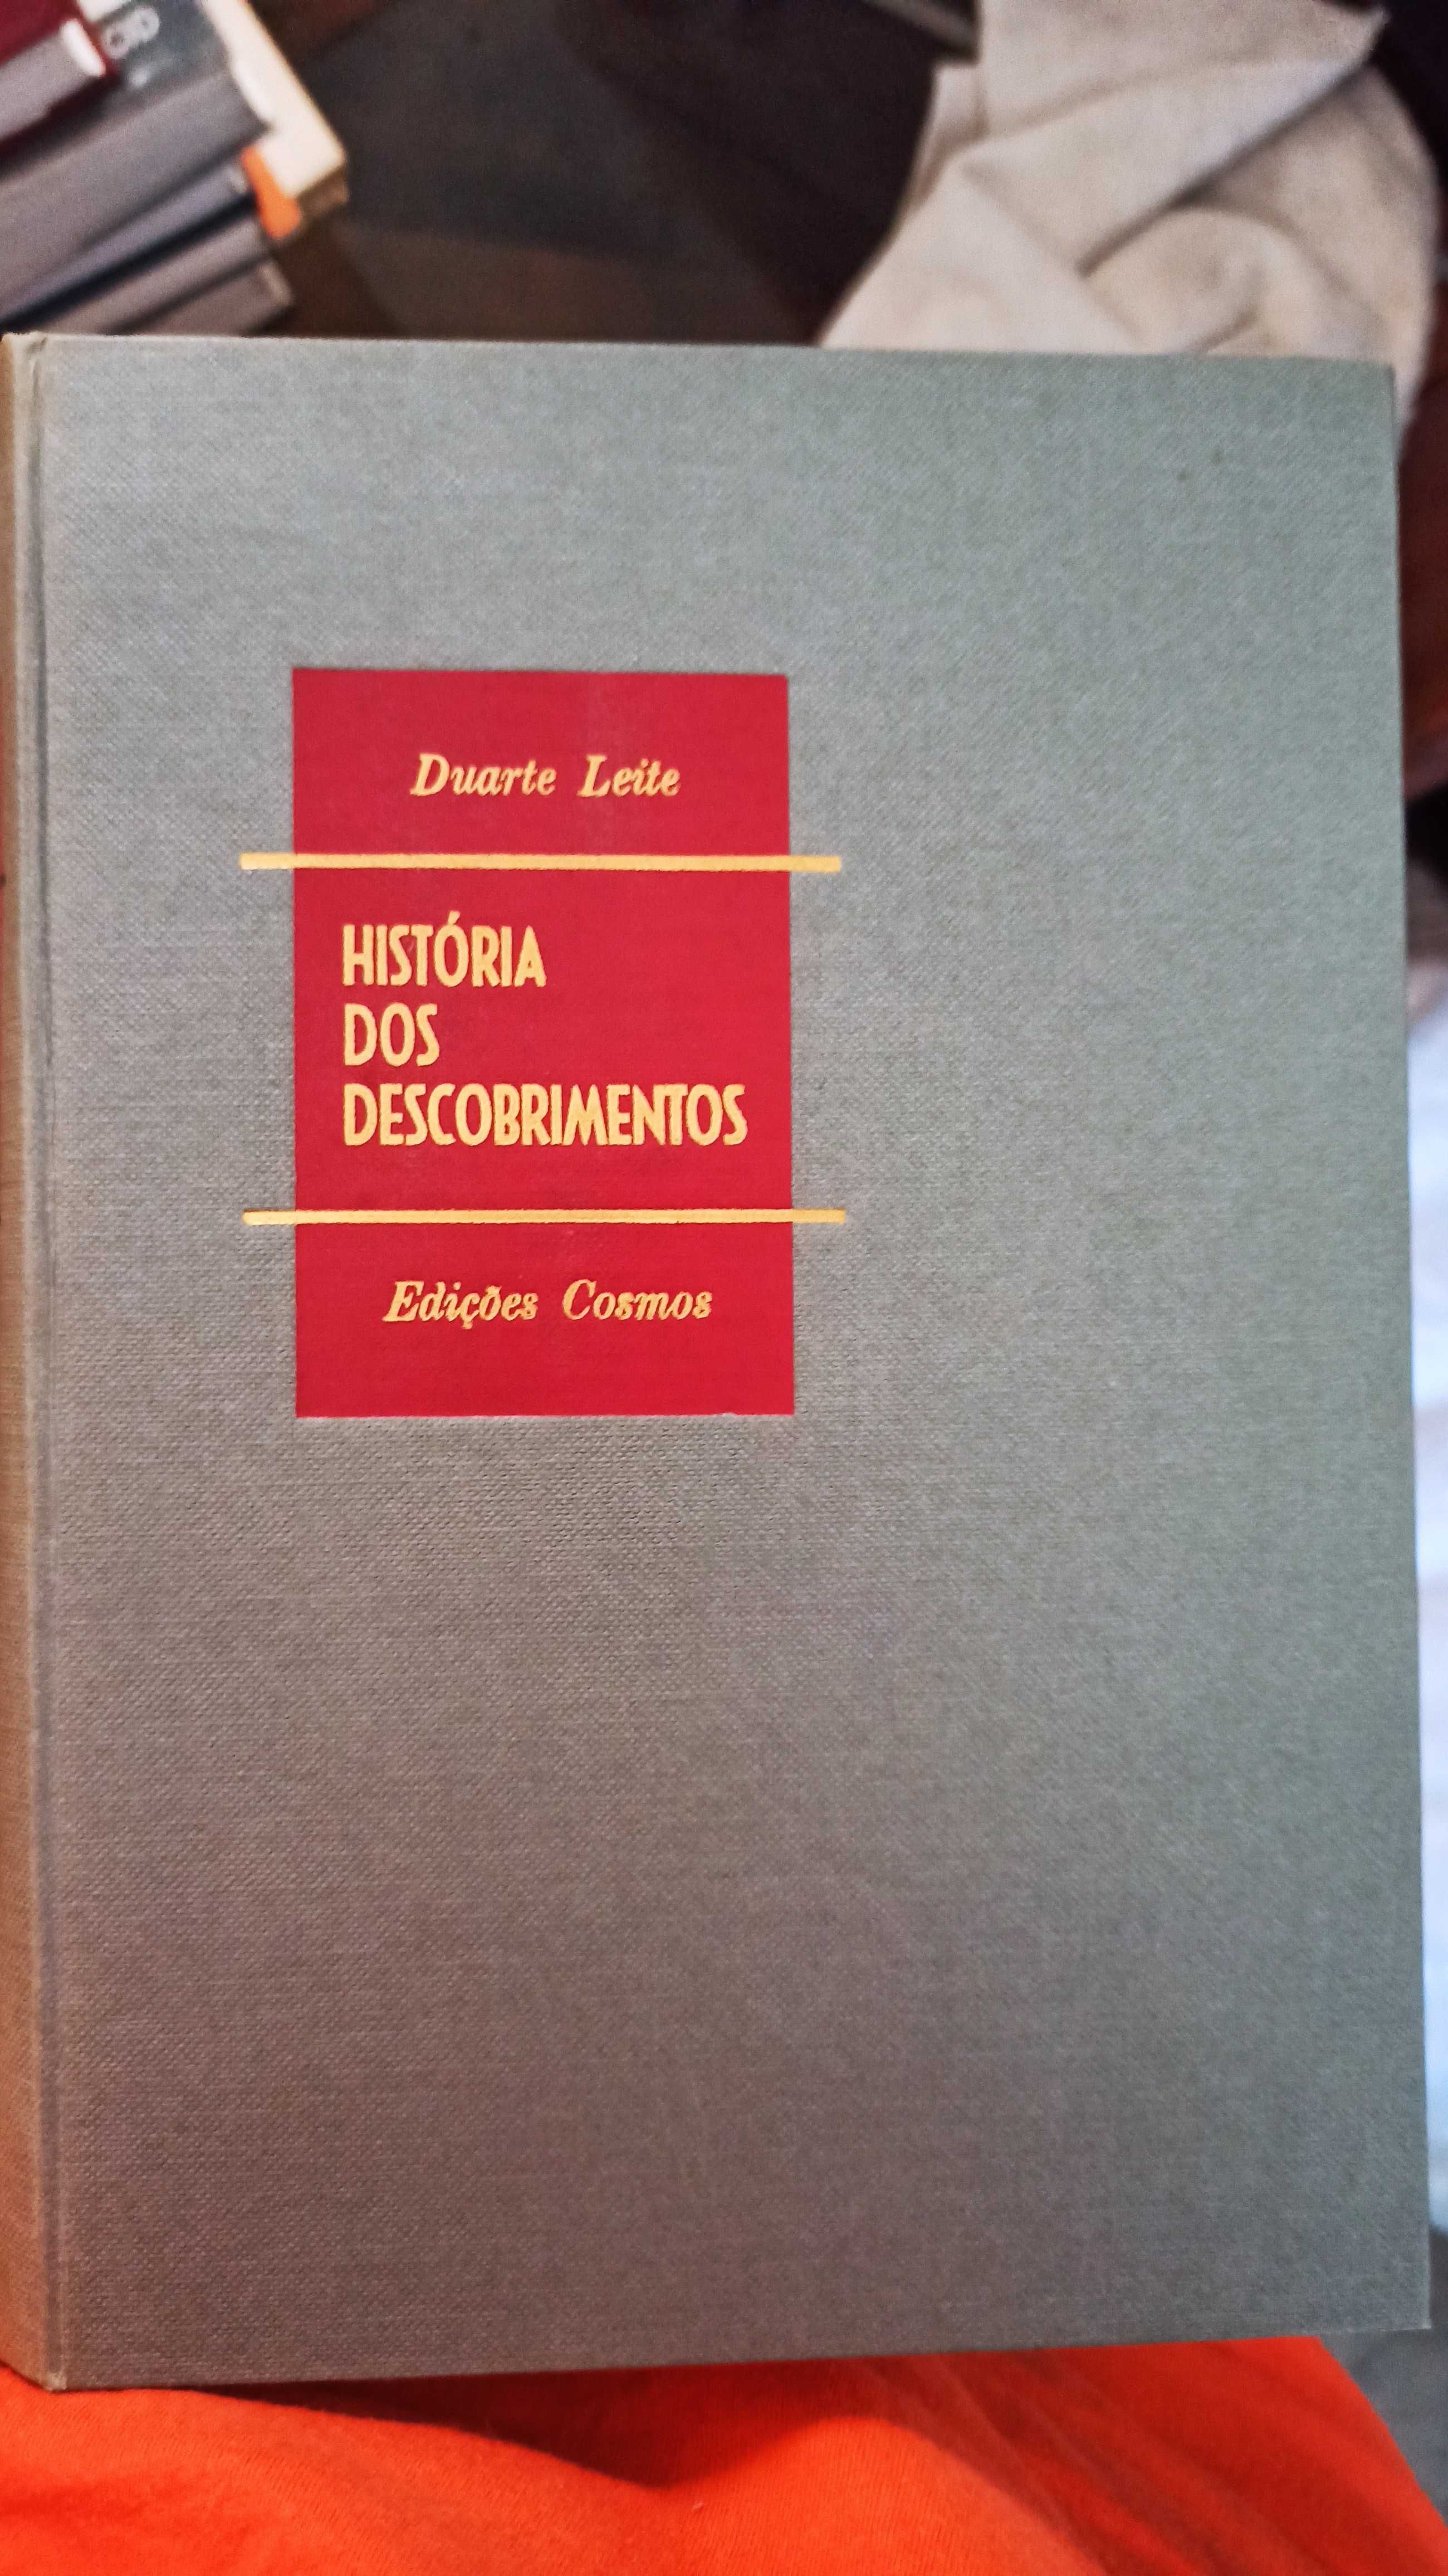 Duarte Leite
HISTÓRIA
DOS
DESCOBRIMENTOS
Edições Cosmos